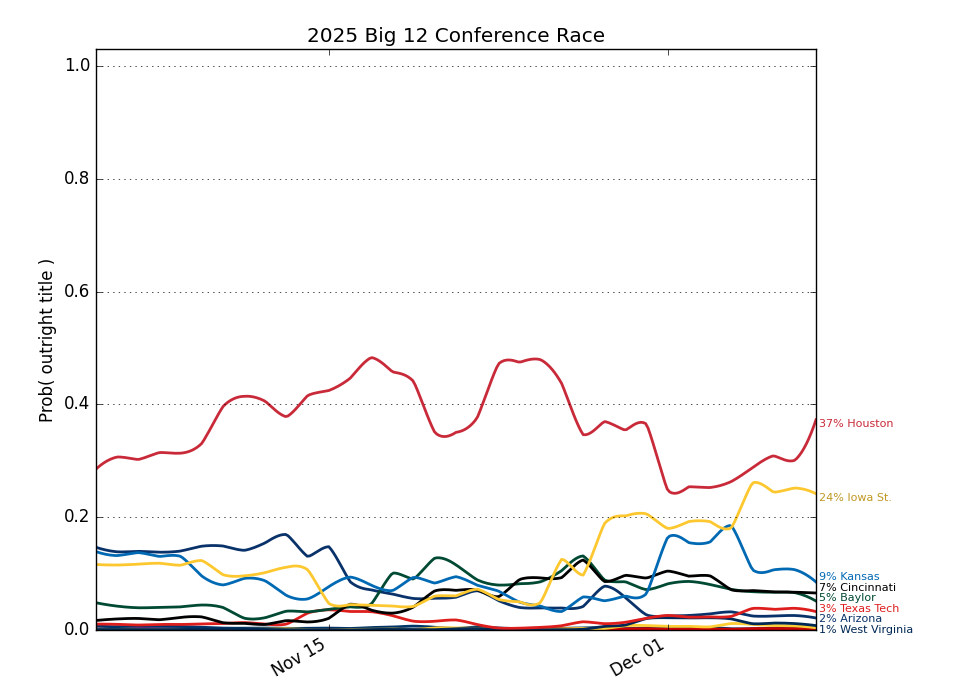 2025 Big 12 Conference Race
Prob( outright title )
1.0
0.8
0.6
0.4
0.2
0.0
Nov 15
Dec 01
37% Houston
24% Iowa St.
9% Kansas
7% Cincinnati
5% Baylor
3% Texas Tech
2% Arizona
1% West Virginia